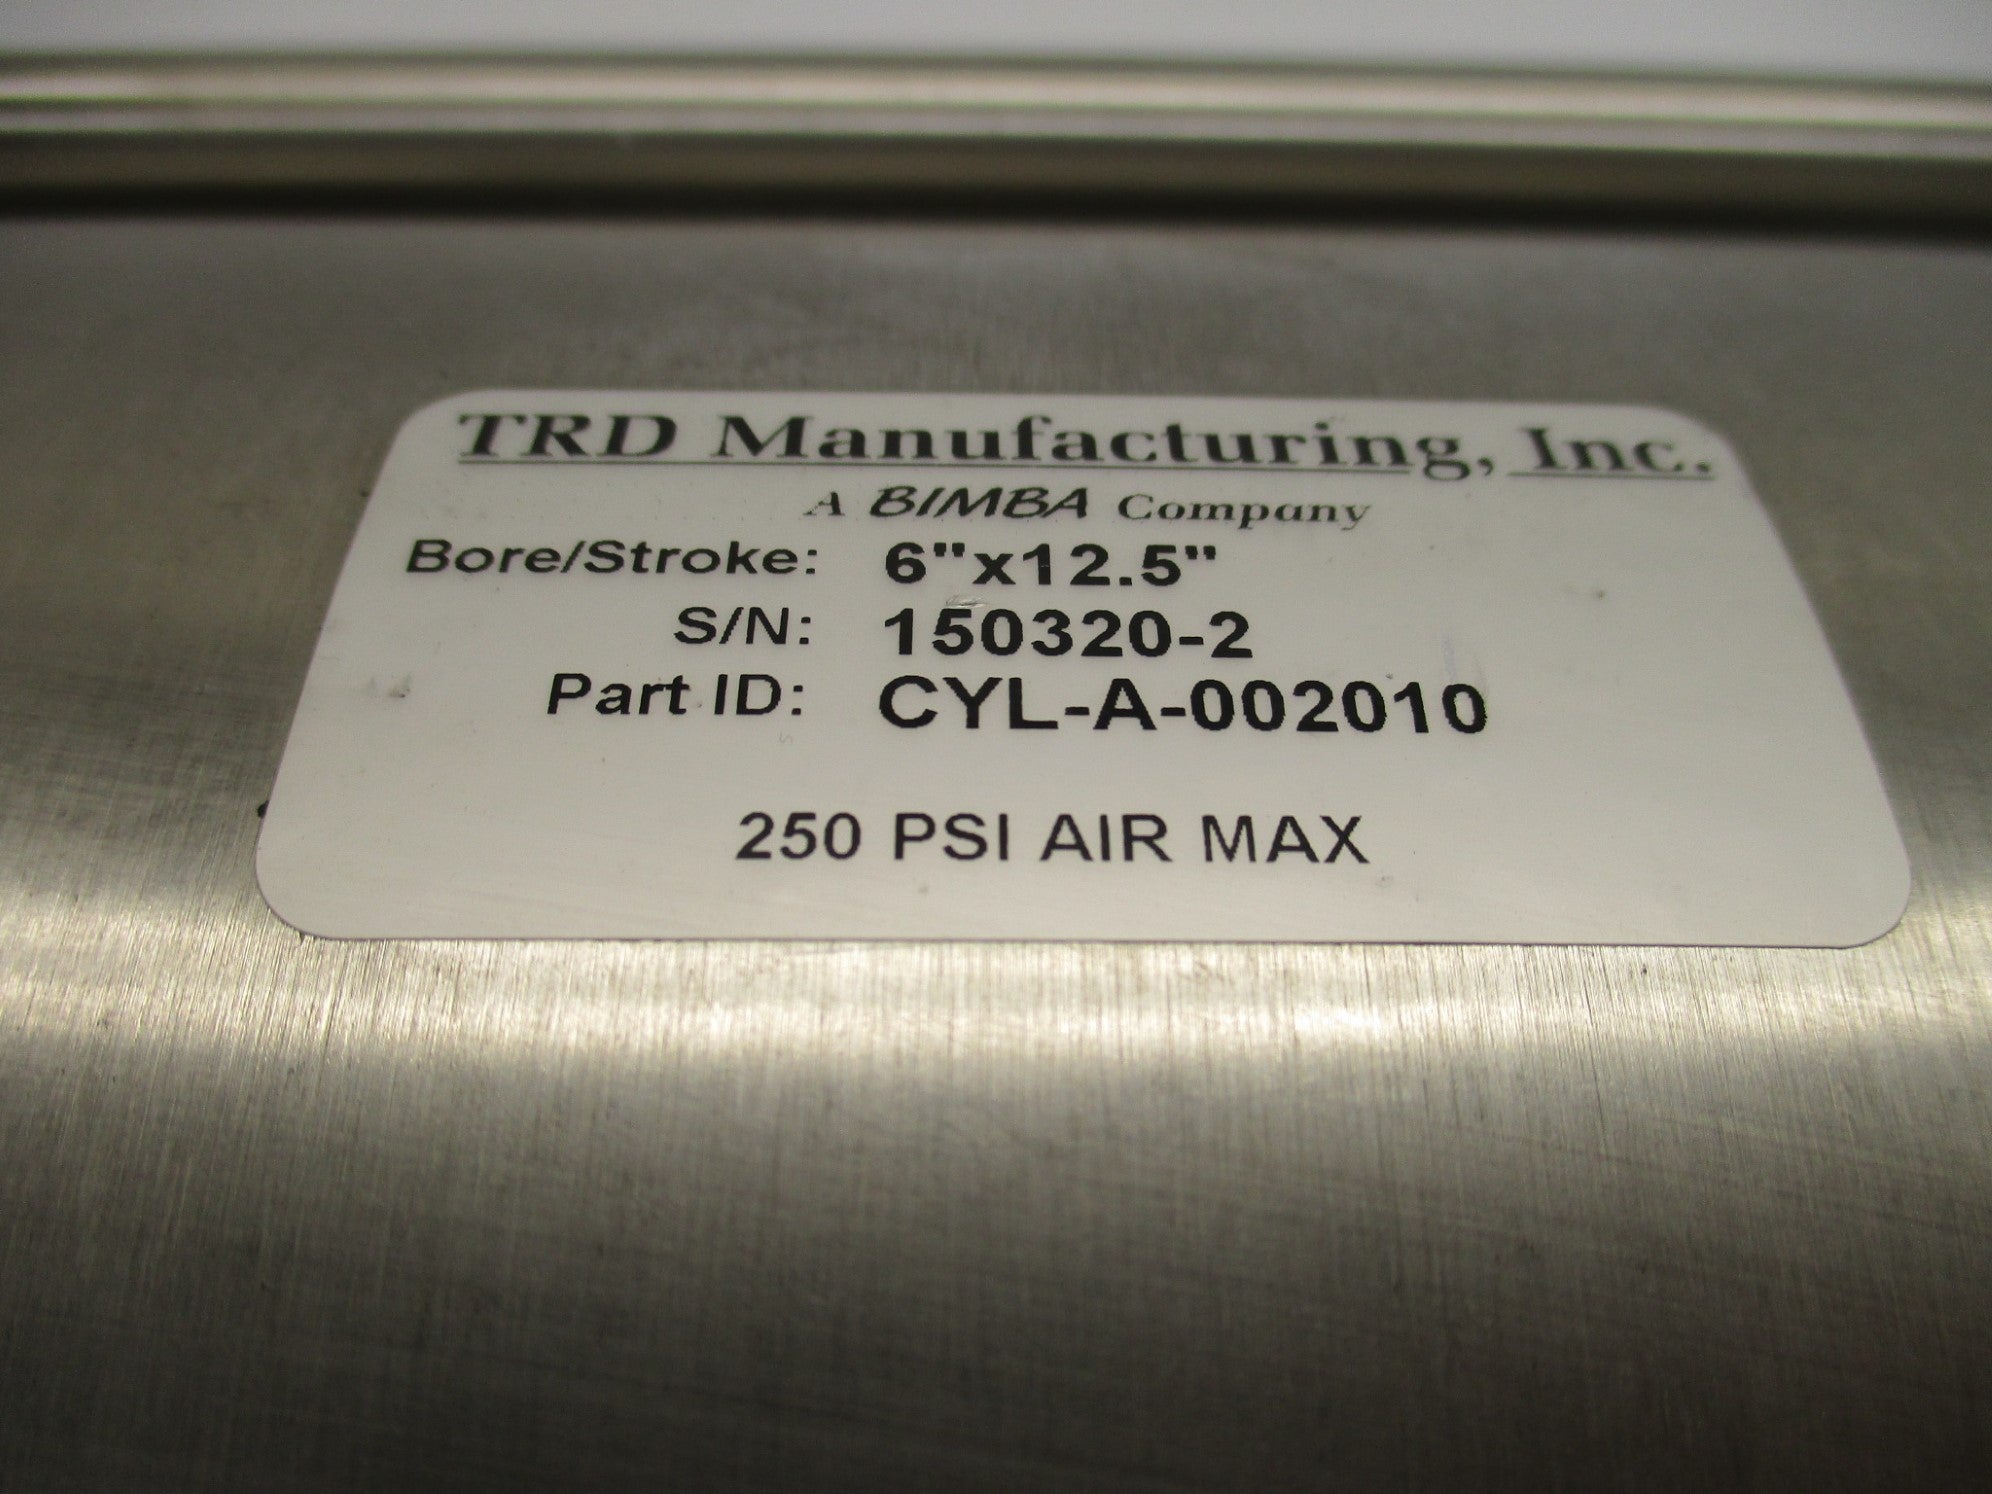 TRD Manufacturing, Inc.
A BIMBA Company
Bore/Stroke: 6"x12.5"
S/N: 150320-2
Part ID: CYL-A-002010
250 PSI AIR MAX